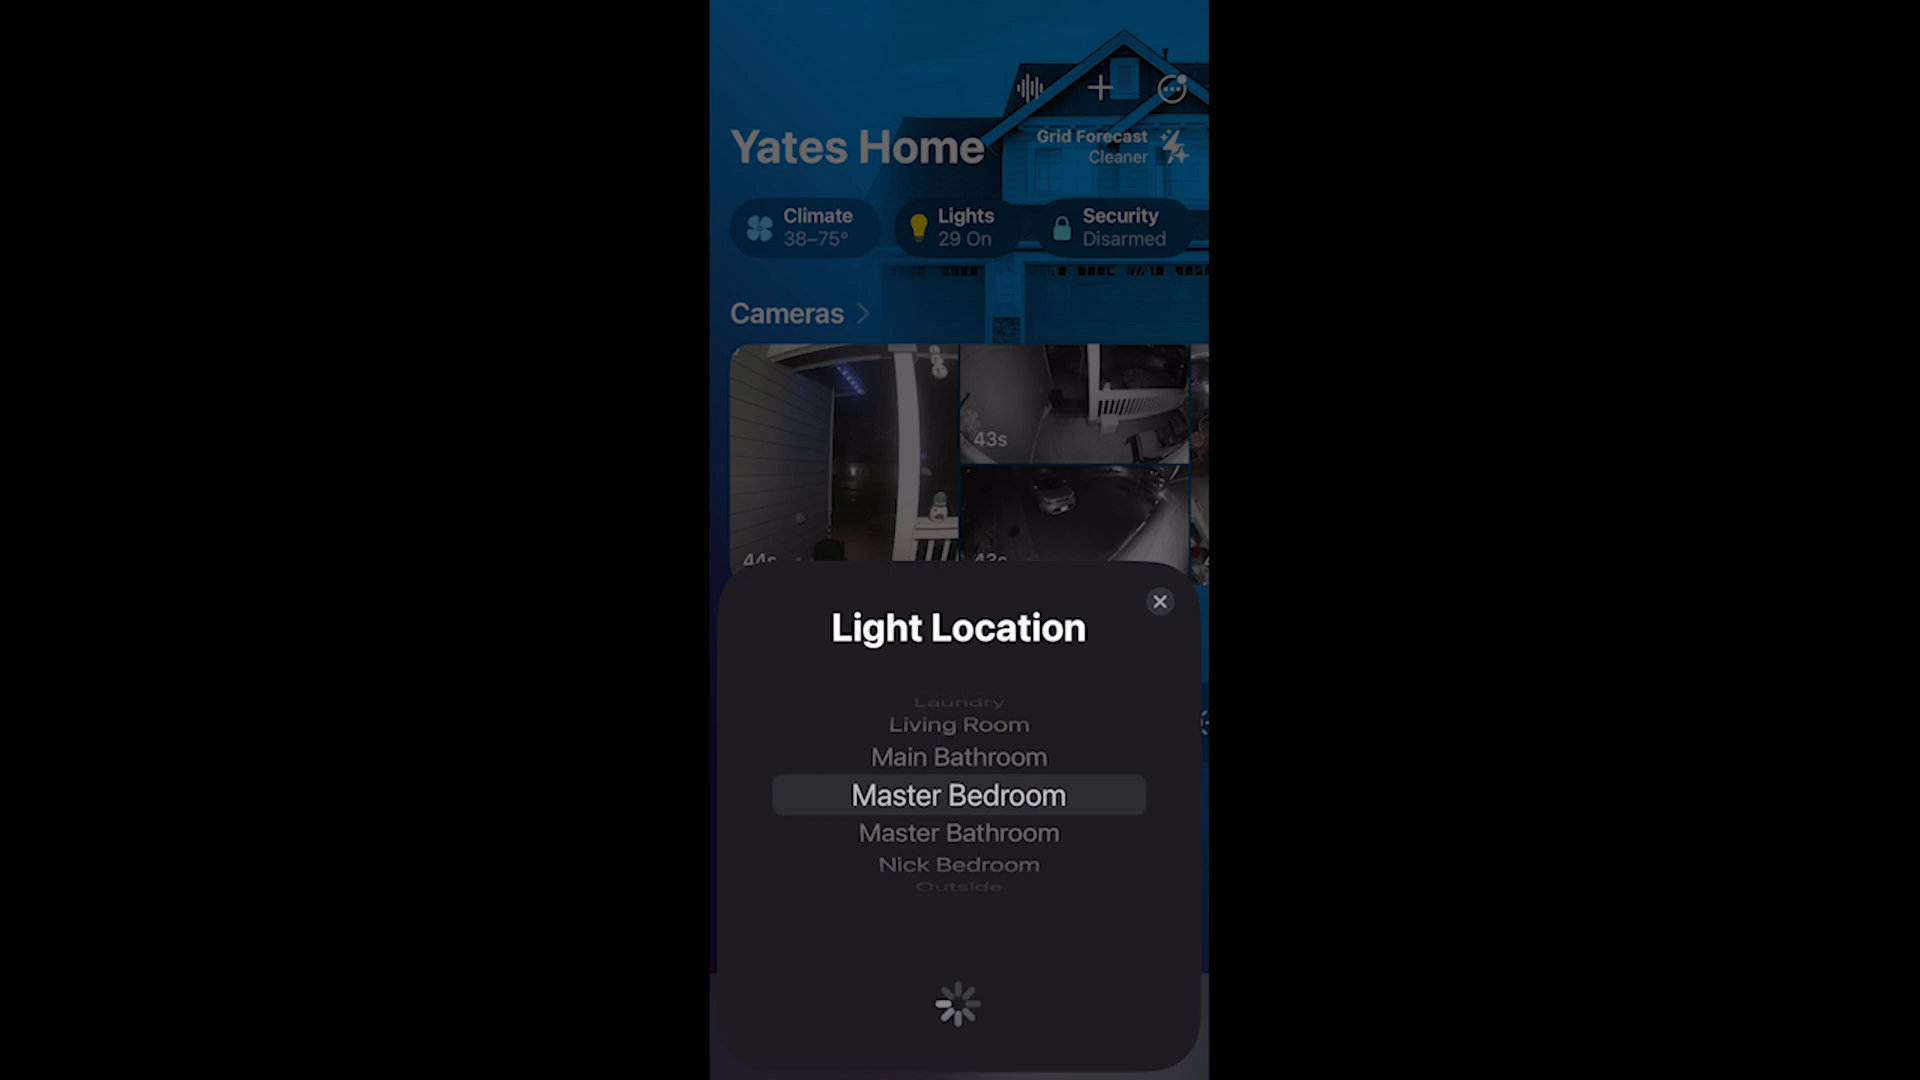 Yates Home
Grid Forecast
Cleaner
Climate
38–75°
Lights
29 On
Security
Disarmed
Cameras
43s
44s
43s
Light Location
Laundry
Living Room
Main Bathroom
Master Bedroom
Master Bathroom
Nick Bedroom
Outside